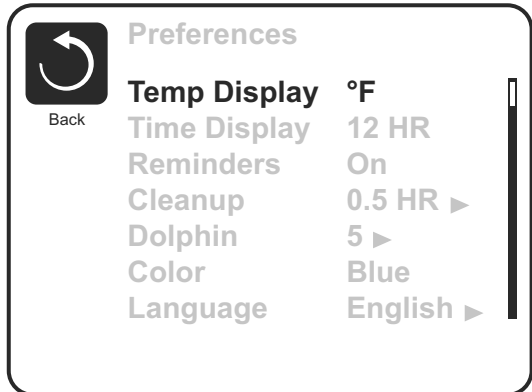 Preferences
Back
Temp Display °F
Time Display 12 HR
Reminders On
Cleanup 0.5 HR ▶
Dolphin 5 ▶
Color Blue
Language English ▶